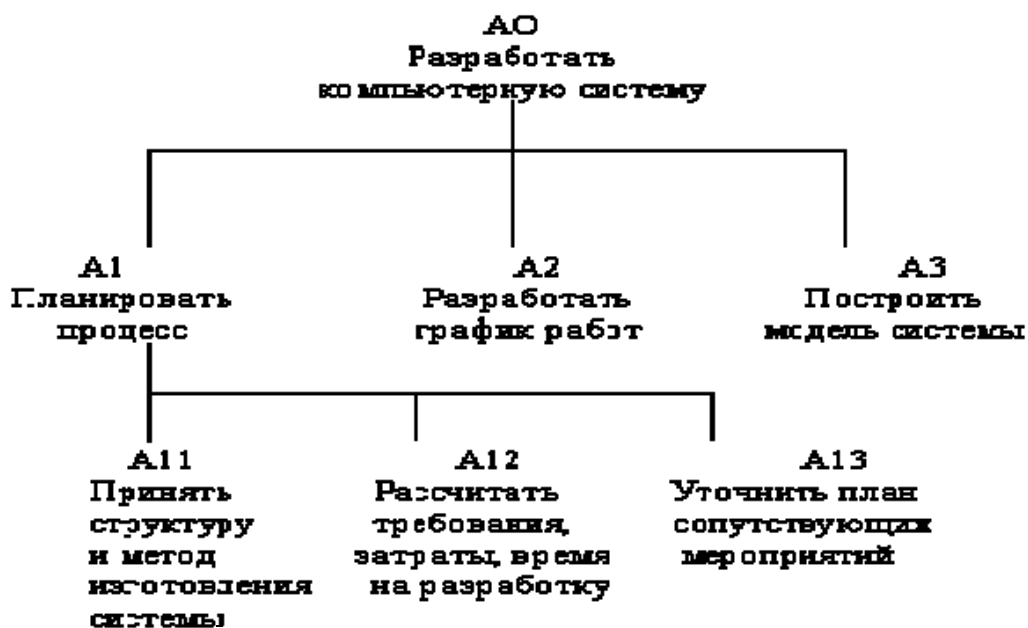 А0
Разработать
компьютерную систему
А1
Планировать
процесс
А2
Разработать
график работ
А3
Построить
модель системы
А11
Принять
структуру
и метод
изготовления
системы
А12
Рассчитать
требования,
затраты, время
на разработку
А13
Уточнить план
сопутствующих
мероприятий